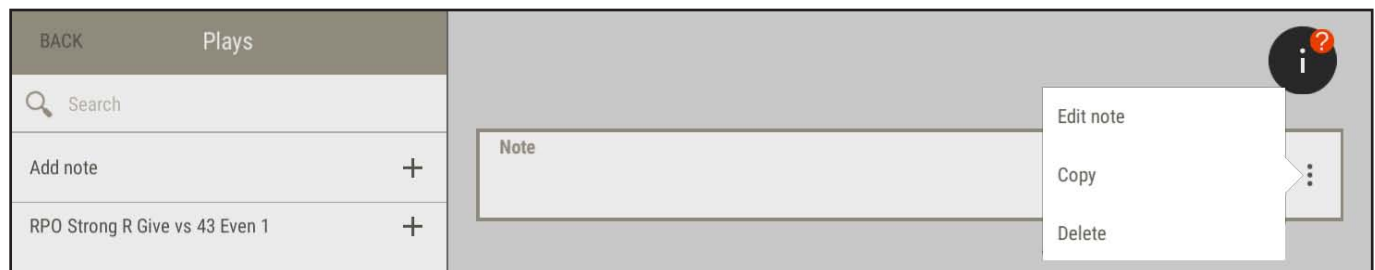 BACK Plays
Search
Add note
RPO Strong R Give vs 43 Even 1
i ?
Note
Edit note
Copy
Delete